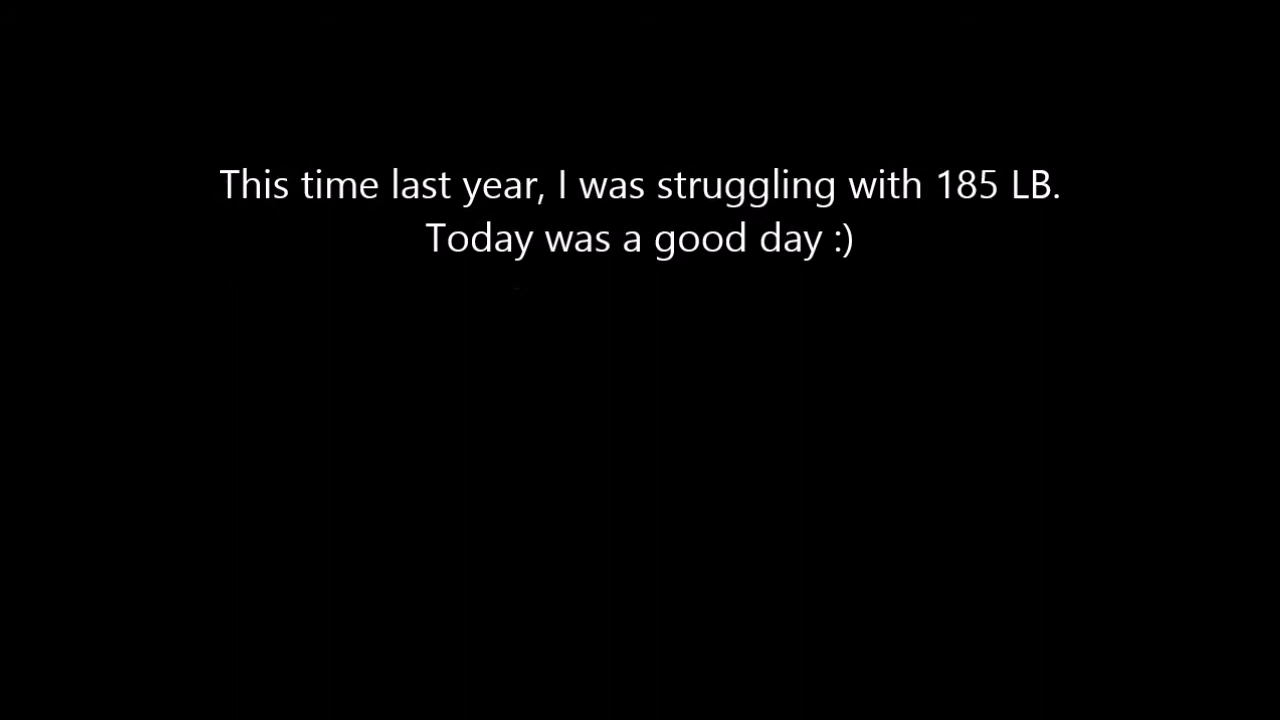 This time last year, I was struggling with 185 LB.
Today was a good day :)